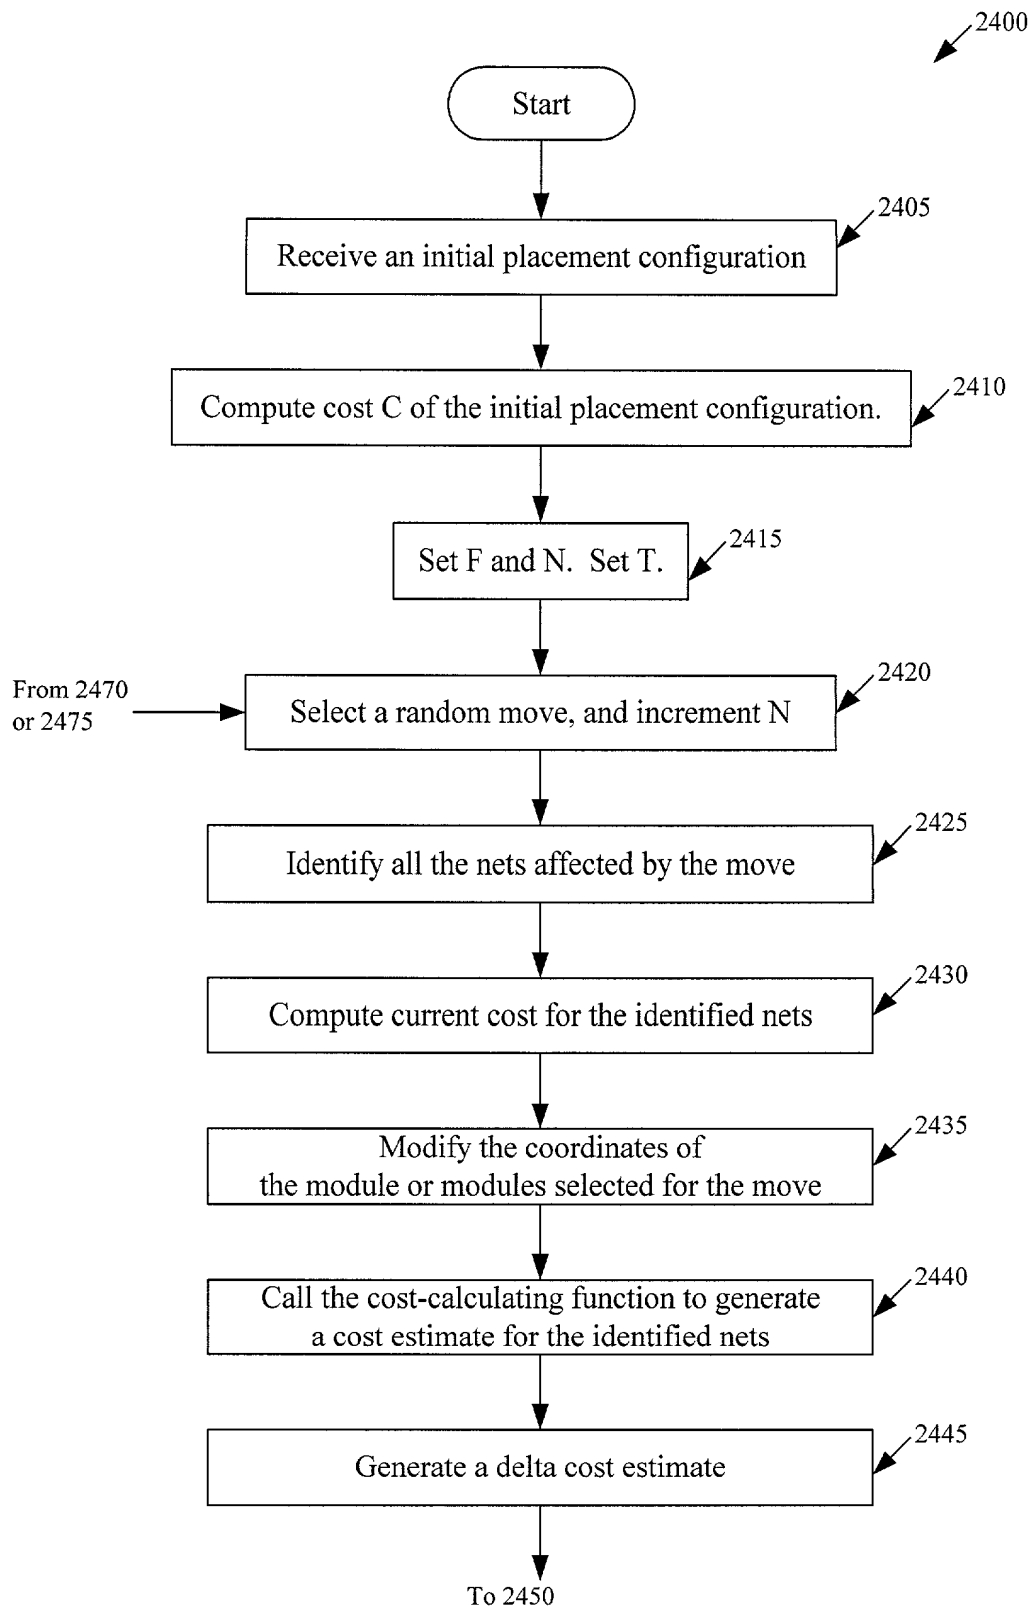 2400
Start
2405
Receive an initial placement configuration
2410
Compute cost C of the initial placement configuration.
2415
Set F and N.  Set T.
2420
From 2470
or 2475
Select a random move, and increment N
2425
Identify all the nets affected by the move
2430
Compute current cost for the identified nets
2435
Modify the coordinates of
the module or modules selected for the move
2440
Call the cost-calculating function to generate
a cost estimate for the identified nets
2445
Generate a delta cost estimate
To 2450